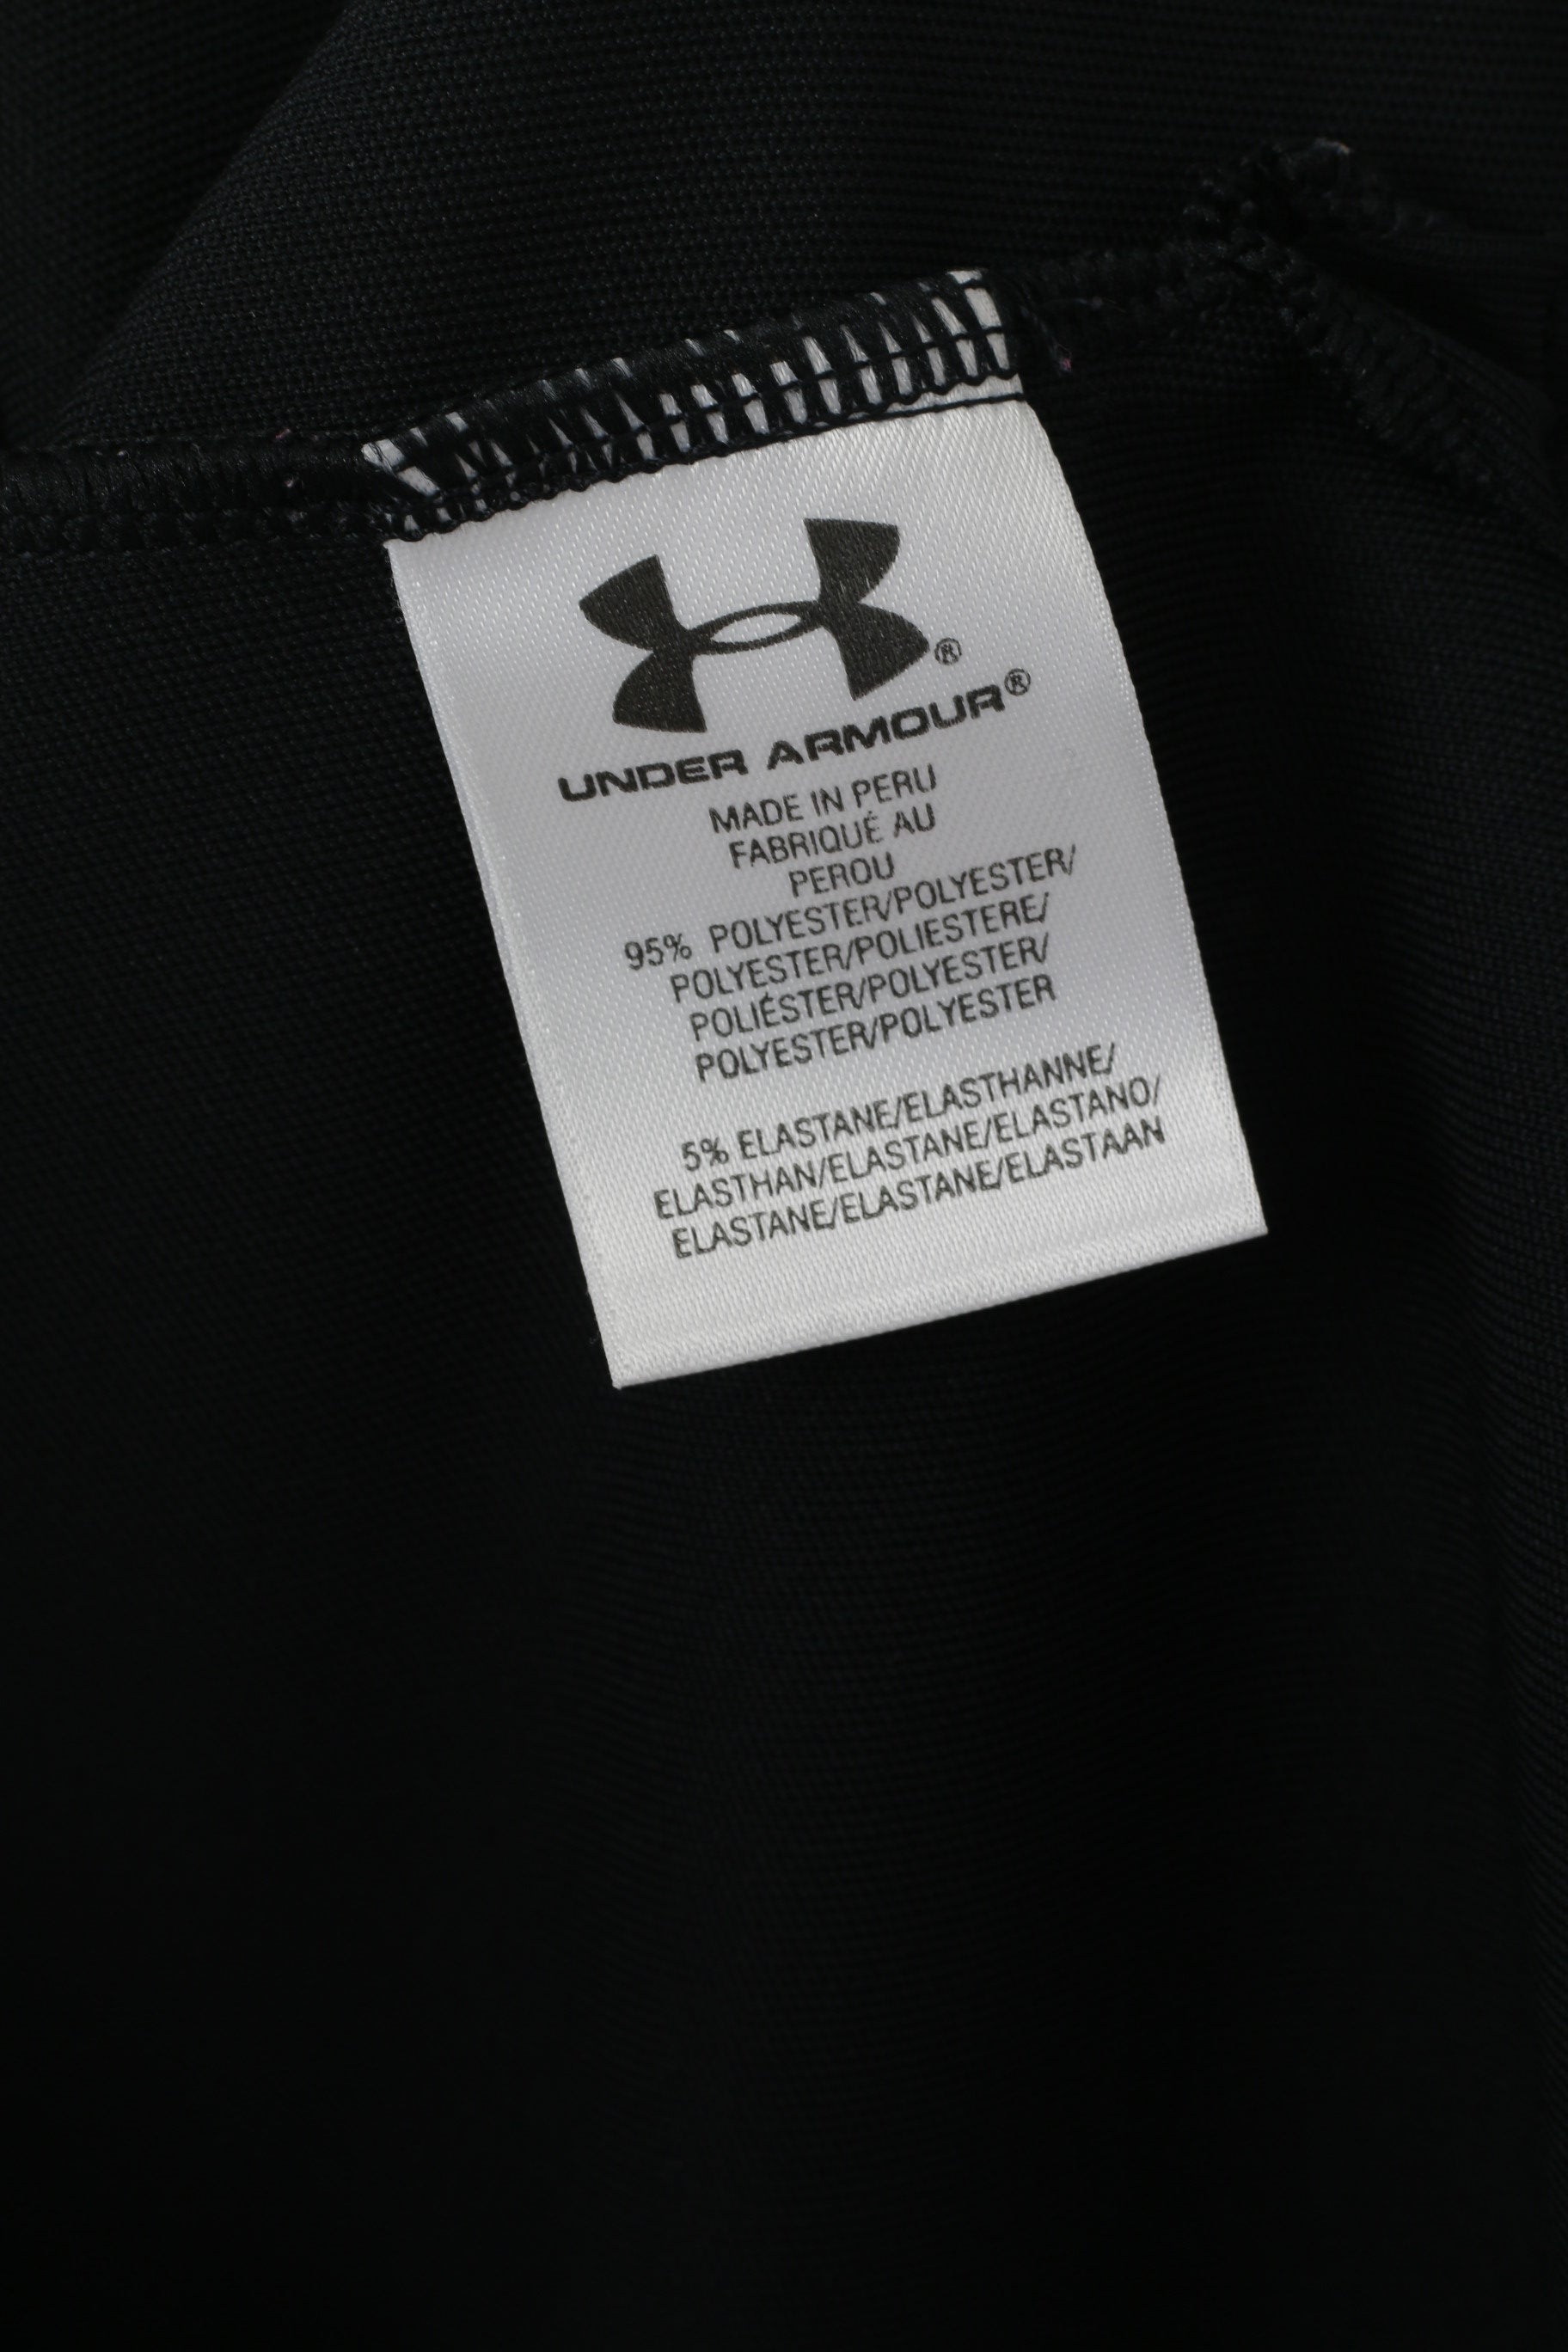 ®
UNDER ARMOUR®
MADE IN PERU
FABRIQUÉ AU
PEROU
95% POLYESTER/POLYESTER/
POLYESTER/POLIESTERE/
POLIÉSTER/POLYESTER/
POLYESTER/POLYESTER
5% ELASTANE/ELASTHANNE/
ELASTHAN/ELASTANE/ELASTANO/
ELASTANE/ELASTANE/ELASTAAN